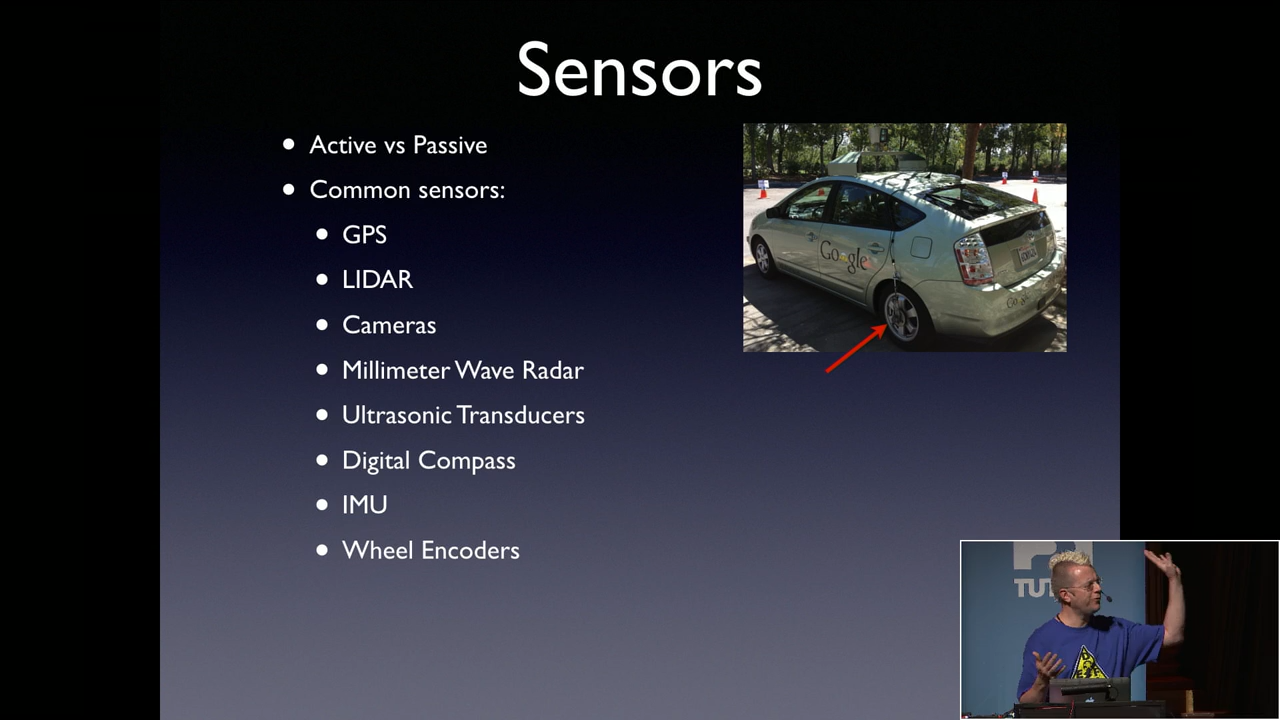 Sensors
Active vs Passive
Common sensors:
GPS
LIDAR
Cameras
Millimeter Wave Radar
Ultrasonic Transducers
Digital Compass
IMU
Wheel Encoders
Google
Google